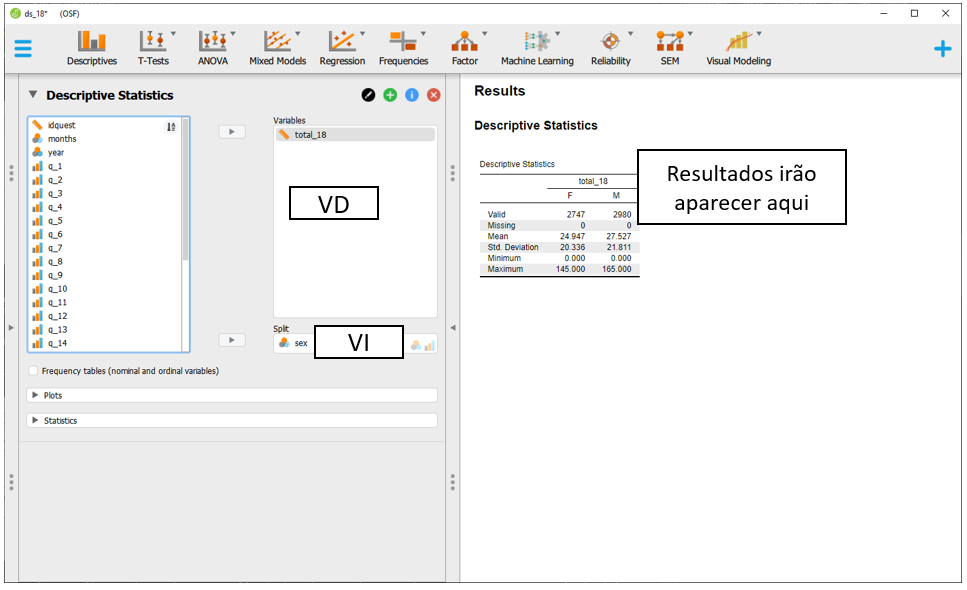 ds_18* (OSF)
Descriptives T-Tests ANOVA Mixed Models Regression Frequencies Factor Machine Learning Reliability SEM Visual Modeling
Descriptive Statistics
idquest
months
year
q_1
q_2
q_3
q_4
q_5
q_6
q_7
q_8
q_9
q_10
q_11
q_12
q_13
q_14
Variables
total_18
VD
Split
sex
VI
Frequency tables (nominal and ordinal variables)
Plots
Statistics
Results
Descriptive Statistics
Descriptive Statistics
total_18
F M
Valid 2747 2980
Missing 0 0
Mean 24.947 27.527
Std. Deviation 20.336 21.811
Minimum 0.000 0.000
Maximum 145.000 165.000
Resultados irão
aparecer aqui